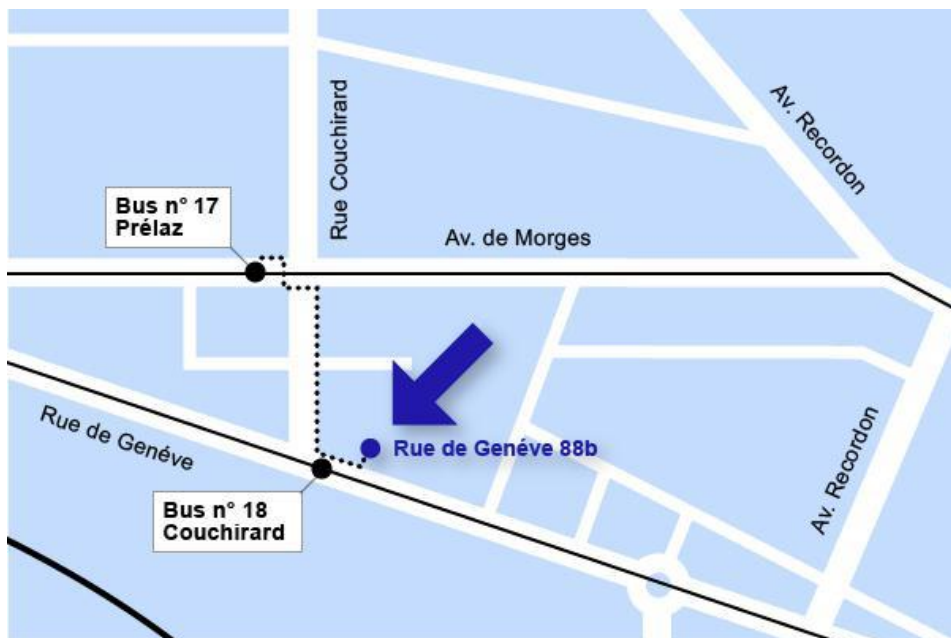 Av. Recordon
Rue Couchirard
Bus n° 17
Prélaz
Av. de Morges
Rue de Genéve
Rue de Genéve 88b
Bus n° 18
Couchirard
Av. Recordon